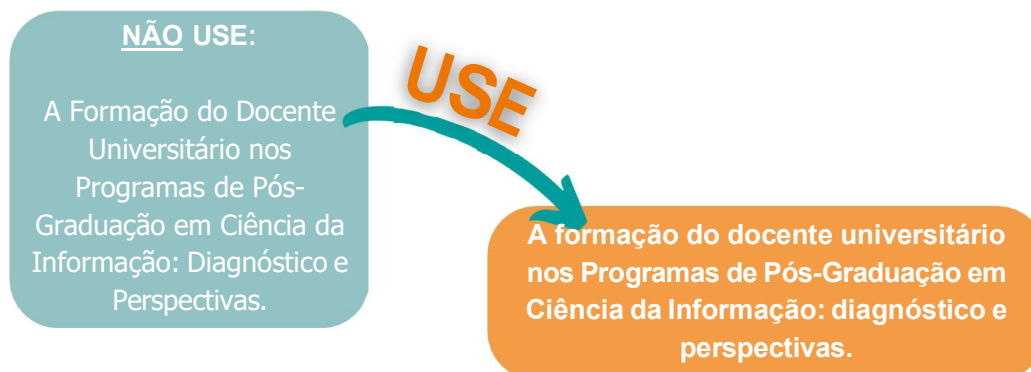 NÃO USE:
A Formação do Docente
Universitário nos
Programas de Pós-
Graduação em Ciência da
Informação: Diagnóstico e
Perspectivas.
USE
A formação do docente universitário
nos Programas de Pós-Graduação em
Ciência da Informação: diagnóstico e
perspectivas.